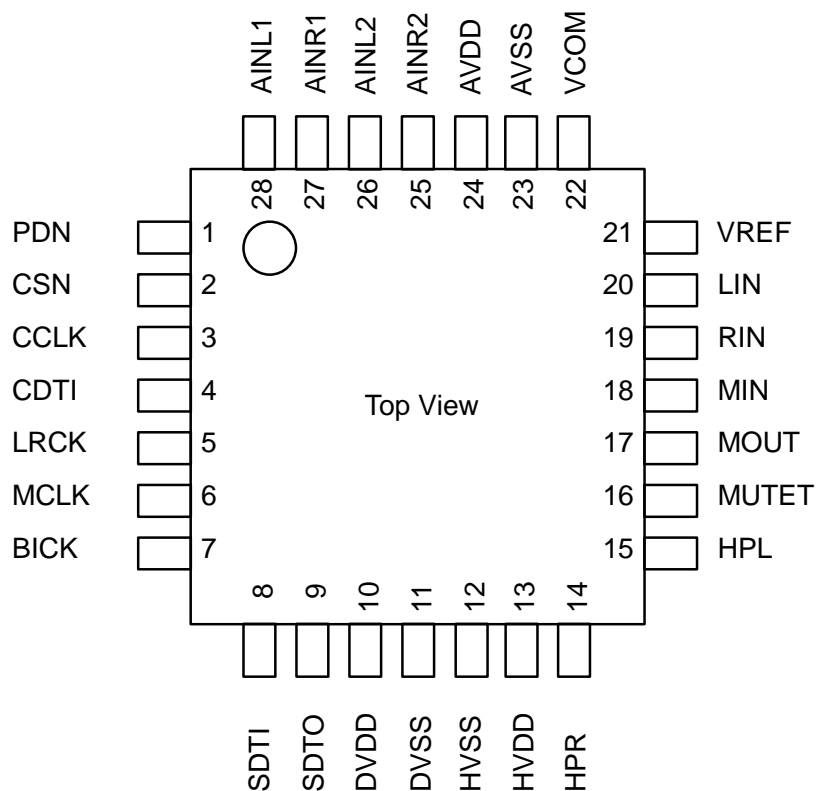 AINL1
AINR1
AINL2
AINR2
AVDD
AVSS
VCOM
28
27
26
25
24
23
22
PDN 1
CSN 2
CCLK 3
CDTI 4
LRCK 5
MCLK 6
BICK 7
Top View
21 VREF
20 LIN
19 RIN
18 MIN
17 MOUT
16 MUTET
15 HPL
8
9
10
11
12
13
14
SDTI
SDTO
DVDD
DVSS
HVSS
HVDD
HPR